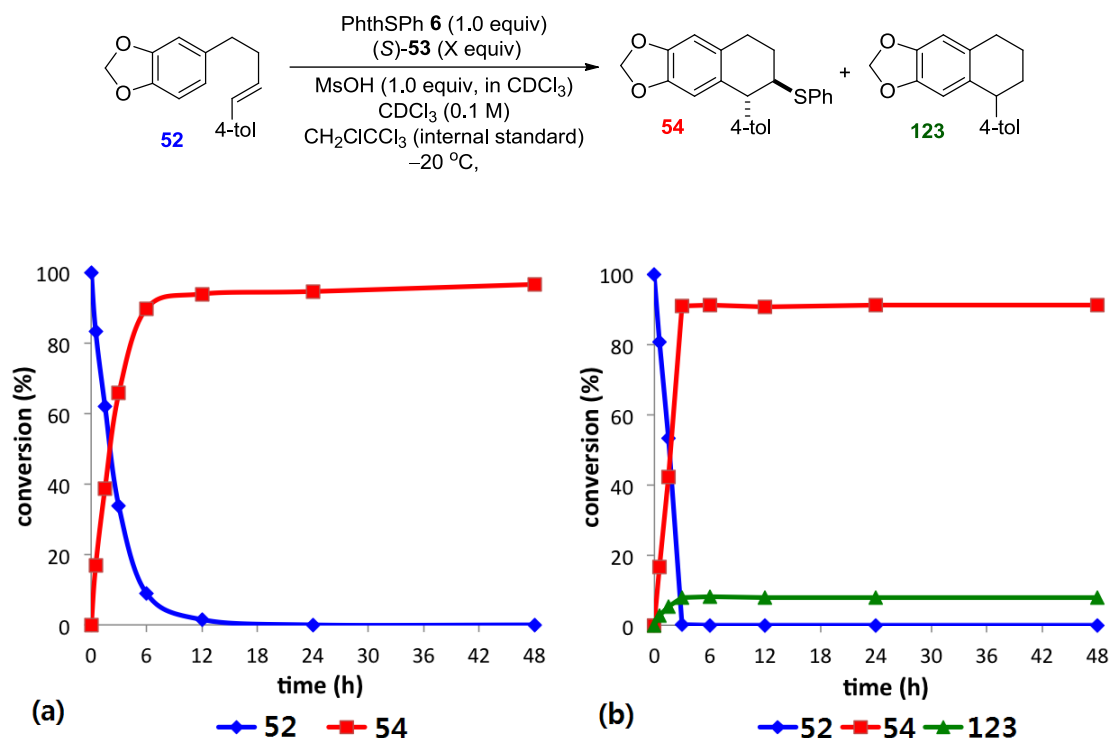 PhthSPh 6 (1.0 equiv)
(S)-53 (X equiv)
MsOH (1.0 equiv, in CDCl3)
CDCl3 (0.1 M)
CH2ClCCl3 (internal standard)
–20 °C,
O
O
4-tol
52
O
O
SPh
4-tol
54
+
O
O
4-tol
123
conversion (%)
100
80
60
40
20
0
0 6 12 18 24 30 36 42 48
time (h)
(a)
52 54
conversion (%)
100
80
60
40
20
0
0 6 12 18 24 30 36 42 48
time (h)
(b)
52 54 123